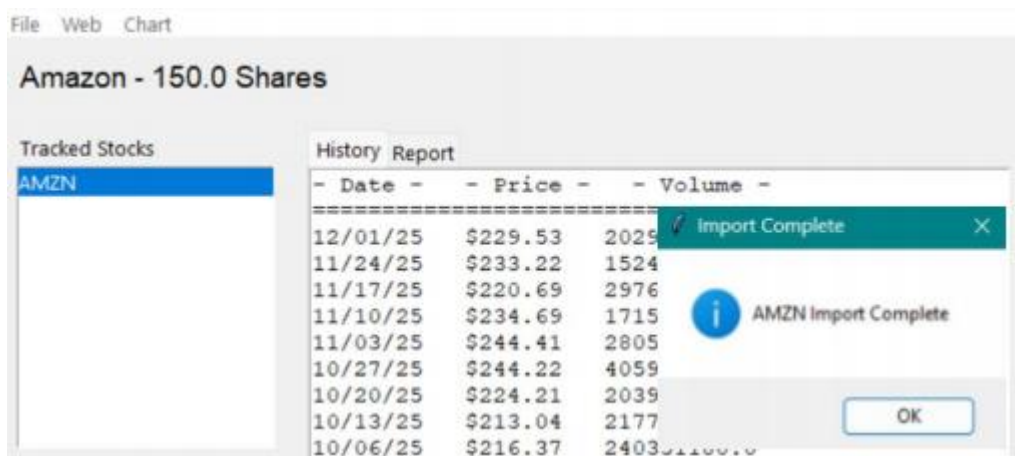 File Web Chart
Amazon - 150.0 Shares
Tracked Stocks
AMZN
History Report
- Date - - Price - - Volume -
==========================
12/01/25 $229.53 2029
11/24/25 $233.22 1524
11/17/25 $220.69 2976
11/10/25 $234.69 1715
11/03/25 $244.41 2805
10/27/25 $244.22 4059
10/20/25 $224.21 2039
10/13/25 $213.04 2177
10/06/25 $216.37
Import Complete
AMZN Import Complete
OK